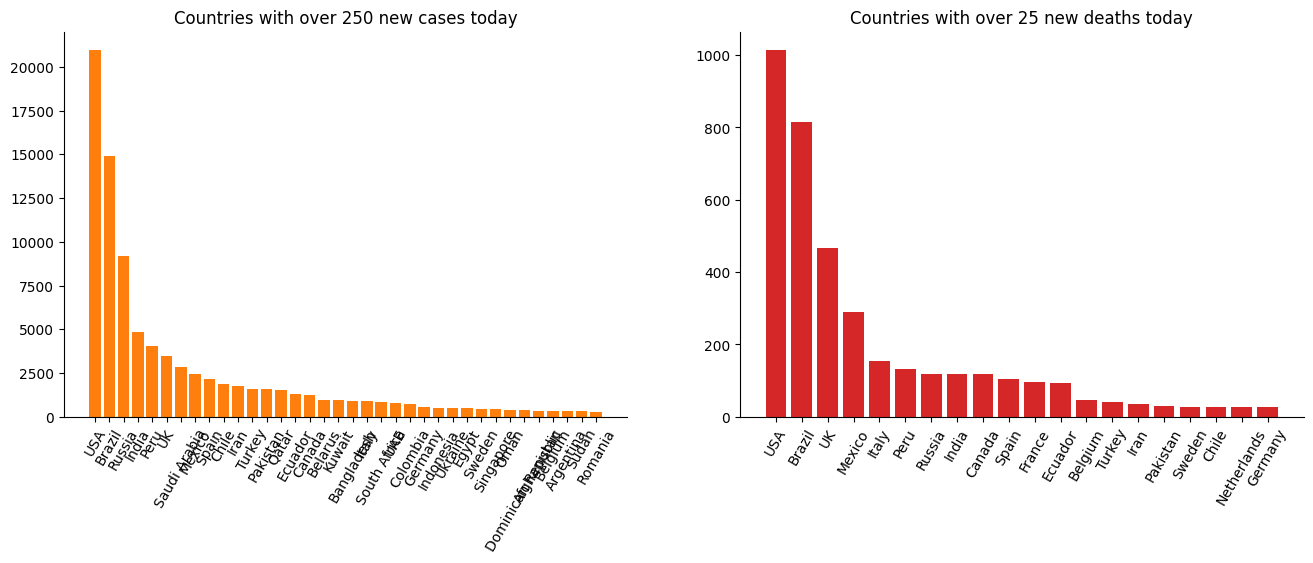 Countries with over 250 new cases today
20000
17500
15000
12500
10000
7500
5000
2500
0
USA
Brazil
Russia
India
Peru
UK
Saudi Arabia
Mexico
Spain
Chile
Iran
Turkey
Pakistan
Qatar
Ecuador
Canada
Belarus
Kuwait
Bangladesh
Italy
South Africa
UAE
Colombia
Germany
Indonesia
Ukraine
Egypt
Sweden
Singapore
Oman
Dominican Republic
Afghanistan
Belgium
Argentina
Sudan
Romania
Countries with over 25 new deaths today
1000
800
600
400
200
0
USA
Brazil
UK
Mexico
Italy
Peru
Russia
India
Canada
Spain
France
Ecuador
Belgium
Turkey
Iran
Pakistan
Sweden
Chile
Netherlands
Germany